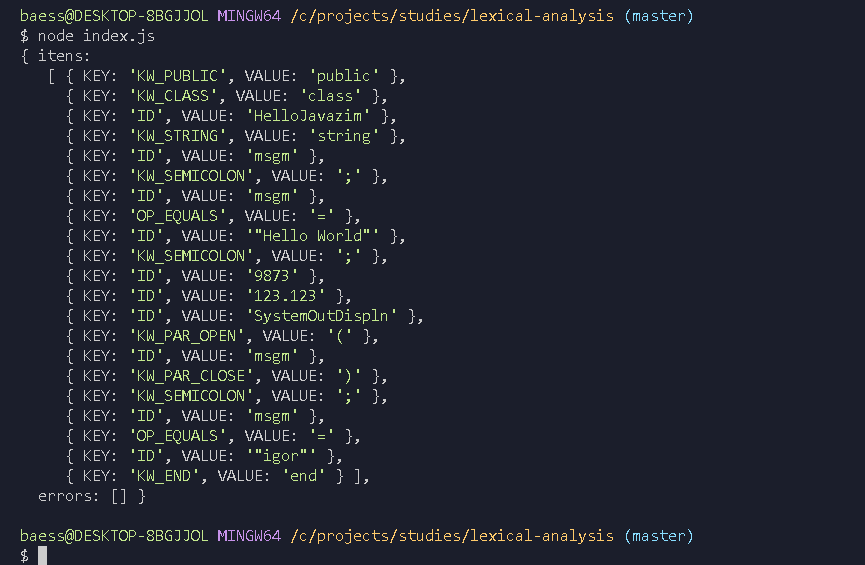 baess@DESKTOP-8BGJJOL MINGW64 /c/projects/studies/lexical-analysis (master)
$ node index.js
{ itens:
   [ { KEY: 'KW_PUBLIC', VALUE: 'public' },
     { KEY: 'KW_CLASS', VALUE: 'class' },
     { KEY: 'ID', VALUE: 'HelloJavazim' },
     { KEY: 'KW_STRING', VALUE: 'string' },
     { KEY: 'ID', VALUE: 'msgm' },
     { KEY: 'KW_SEMICOLON', VALUE: ';' },
     { KEY: 'ID', VALUE: 'msgm' },
     { KEY: 'OP_EQUALS', VALUE: '=' },
     { KEY: 'ID', VALUE: '"Hello World"' },
     { KEY: 'KW_SEMICOLON', VALUE: ';' },
     { KEY: 'ID', VALUE: '9873' },
     { KEY: 'ID', VALUE: '123.123' },
     { KEY: 'ID', VALUE: 'SystemOutDispln' },
     { KEY: 'KW_PAR_OPEN', VALUE: '(' },
     { KEY: 'ID', VALUE: 'msgm' },
     { KEY: 'KW_PAR_CLOSE', VALUE: ')' },
     { KEY: 'KW_SEMICOLON', VALUE: ';' },
     { KEY: 'ID', VALUE: 'msgm' },
     { KEY: 'OP_EQUALS', VALUE: '=' },
     { KEY: 'ID', VALUE: '"igor"' },
     { KEY: 'KW_END', VALUE: 'end' } ],
  errors: [] }
baess@DESKTOP-8BGJJOL MINGW64 /c/projects/studies/lexical-analysis (master)
$